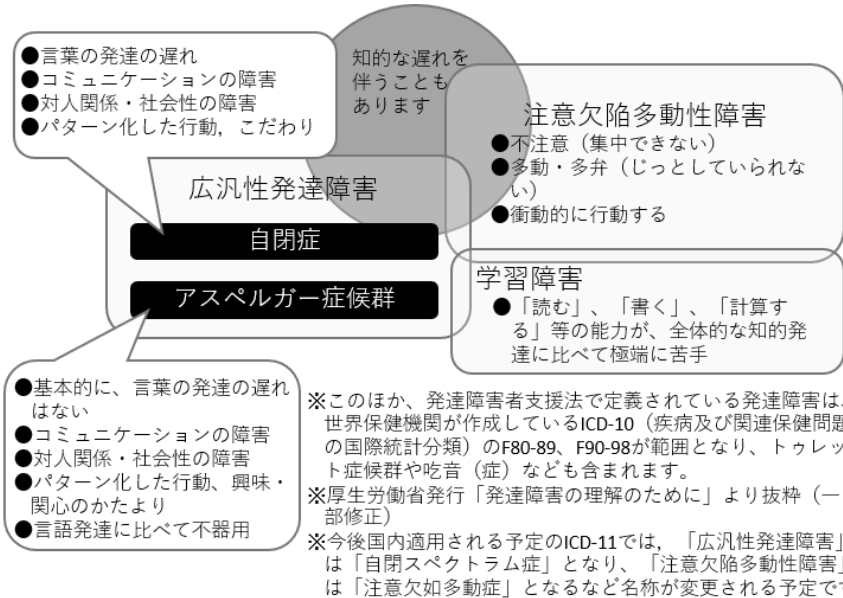 ●言葉の発達の遅れ
●コミュニケーションの障害
●対人関係・社会性の障害
●パターン化した行動，こだわり
知的な遅れを
伴うことも
あります
注意欠陥多動性障害
●不注意（集中できない）
●多動・多弁（じっとしていられな
い）
●衝動的に行動する
広汎性発達障害
自閉症
アスペルガー症候群
学習障害
●「読む」、「書く」、「計算す
る」等の能力が、全体的な知的発
達に比べて極端に苦手
●基本的に、言葉の発達の遅れ
はない
●コミュニケーションの障害
●対人関係・社会性の障害
●パターン化した行動、興味・
関心のかたより
●言語発達に比べて不器用
※このほか、発達障害者支援法で定義されている発達障害は、
世界保健機関が作成しているICD-10（疾病及び関連保健問題
の国際統計分類）のF80-89、F90-98が範囲となり、トゥレッ
ト症候群や吃音（症）なども含まれます。
※厚生労働省発行「発達障害の理解のために」より抜粋（一
部修正）
※今後国内適用される予定のICD-11では，「広汎性発達障害」
は「自閉スペクトラム症」となり、「注意欠陥多動性障害」
は「注意欠如多動症」となるなど名称が変更される予定です